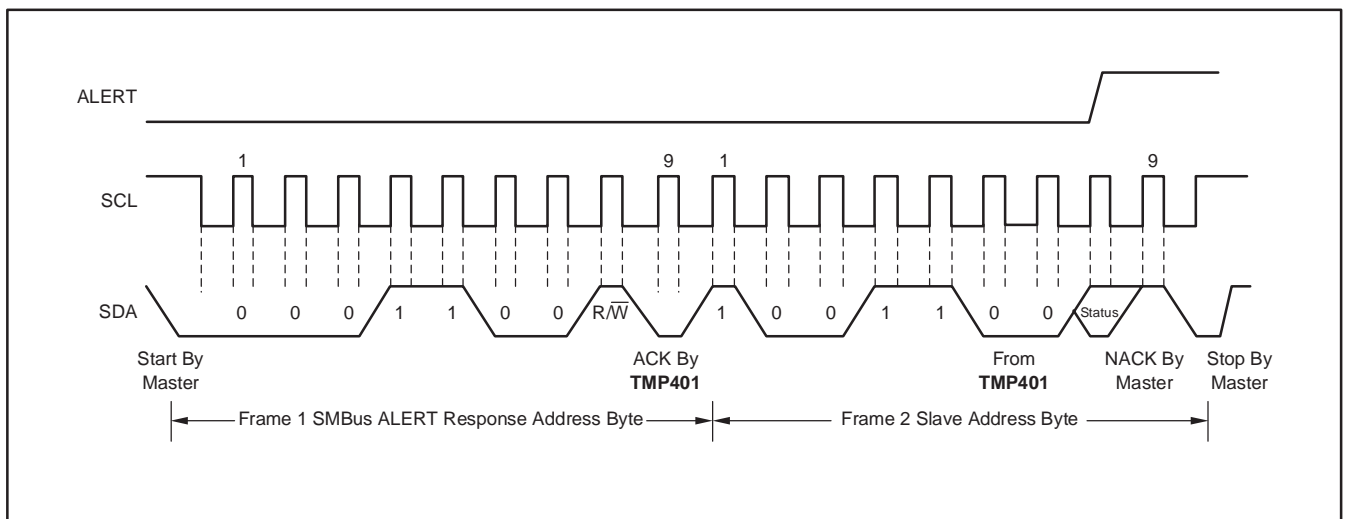 ALERT
1 9 1 9
SCL
SDA
0 0 0 1 1 0 0 R/W̅ 1 0 0 1 1 0 0 Status
Start By
Master
ACK By
TMP401
From
TMP401
NACK By
Master
Stop By
Master
Frame 1 SMBus ALERT Response Address Byte
Frame 2 Slave Address Byte